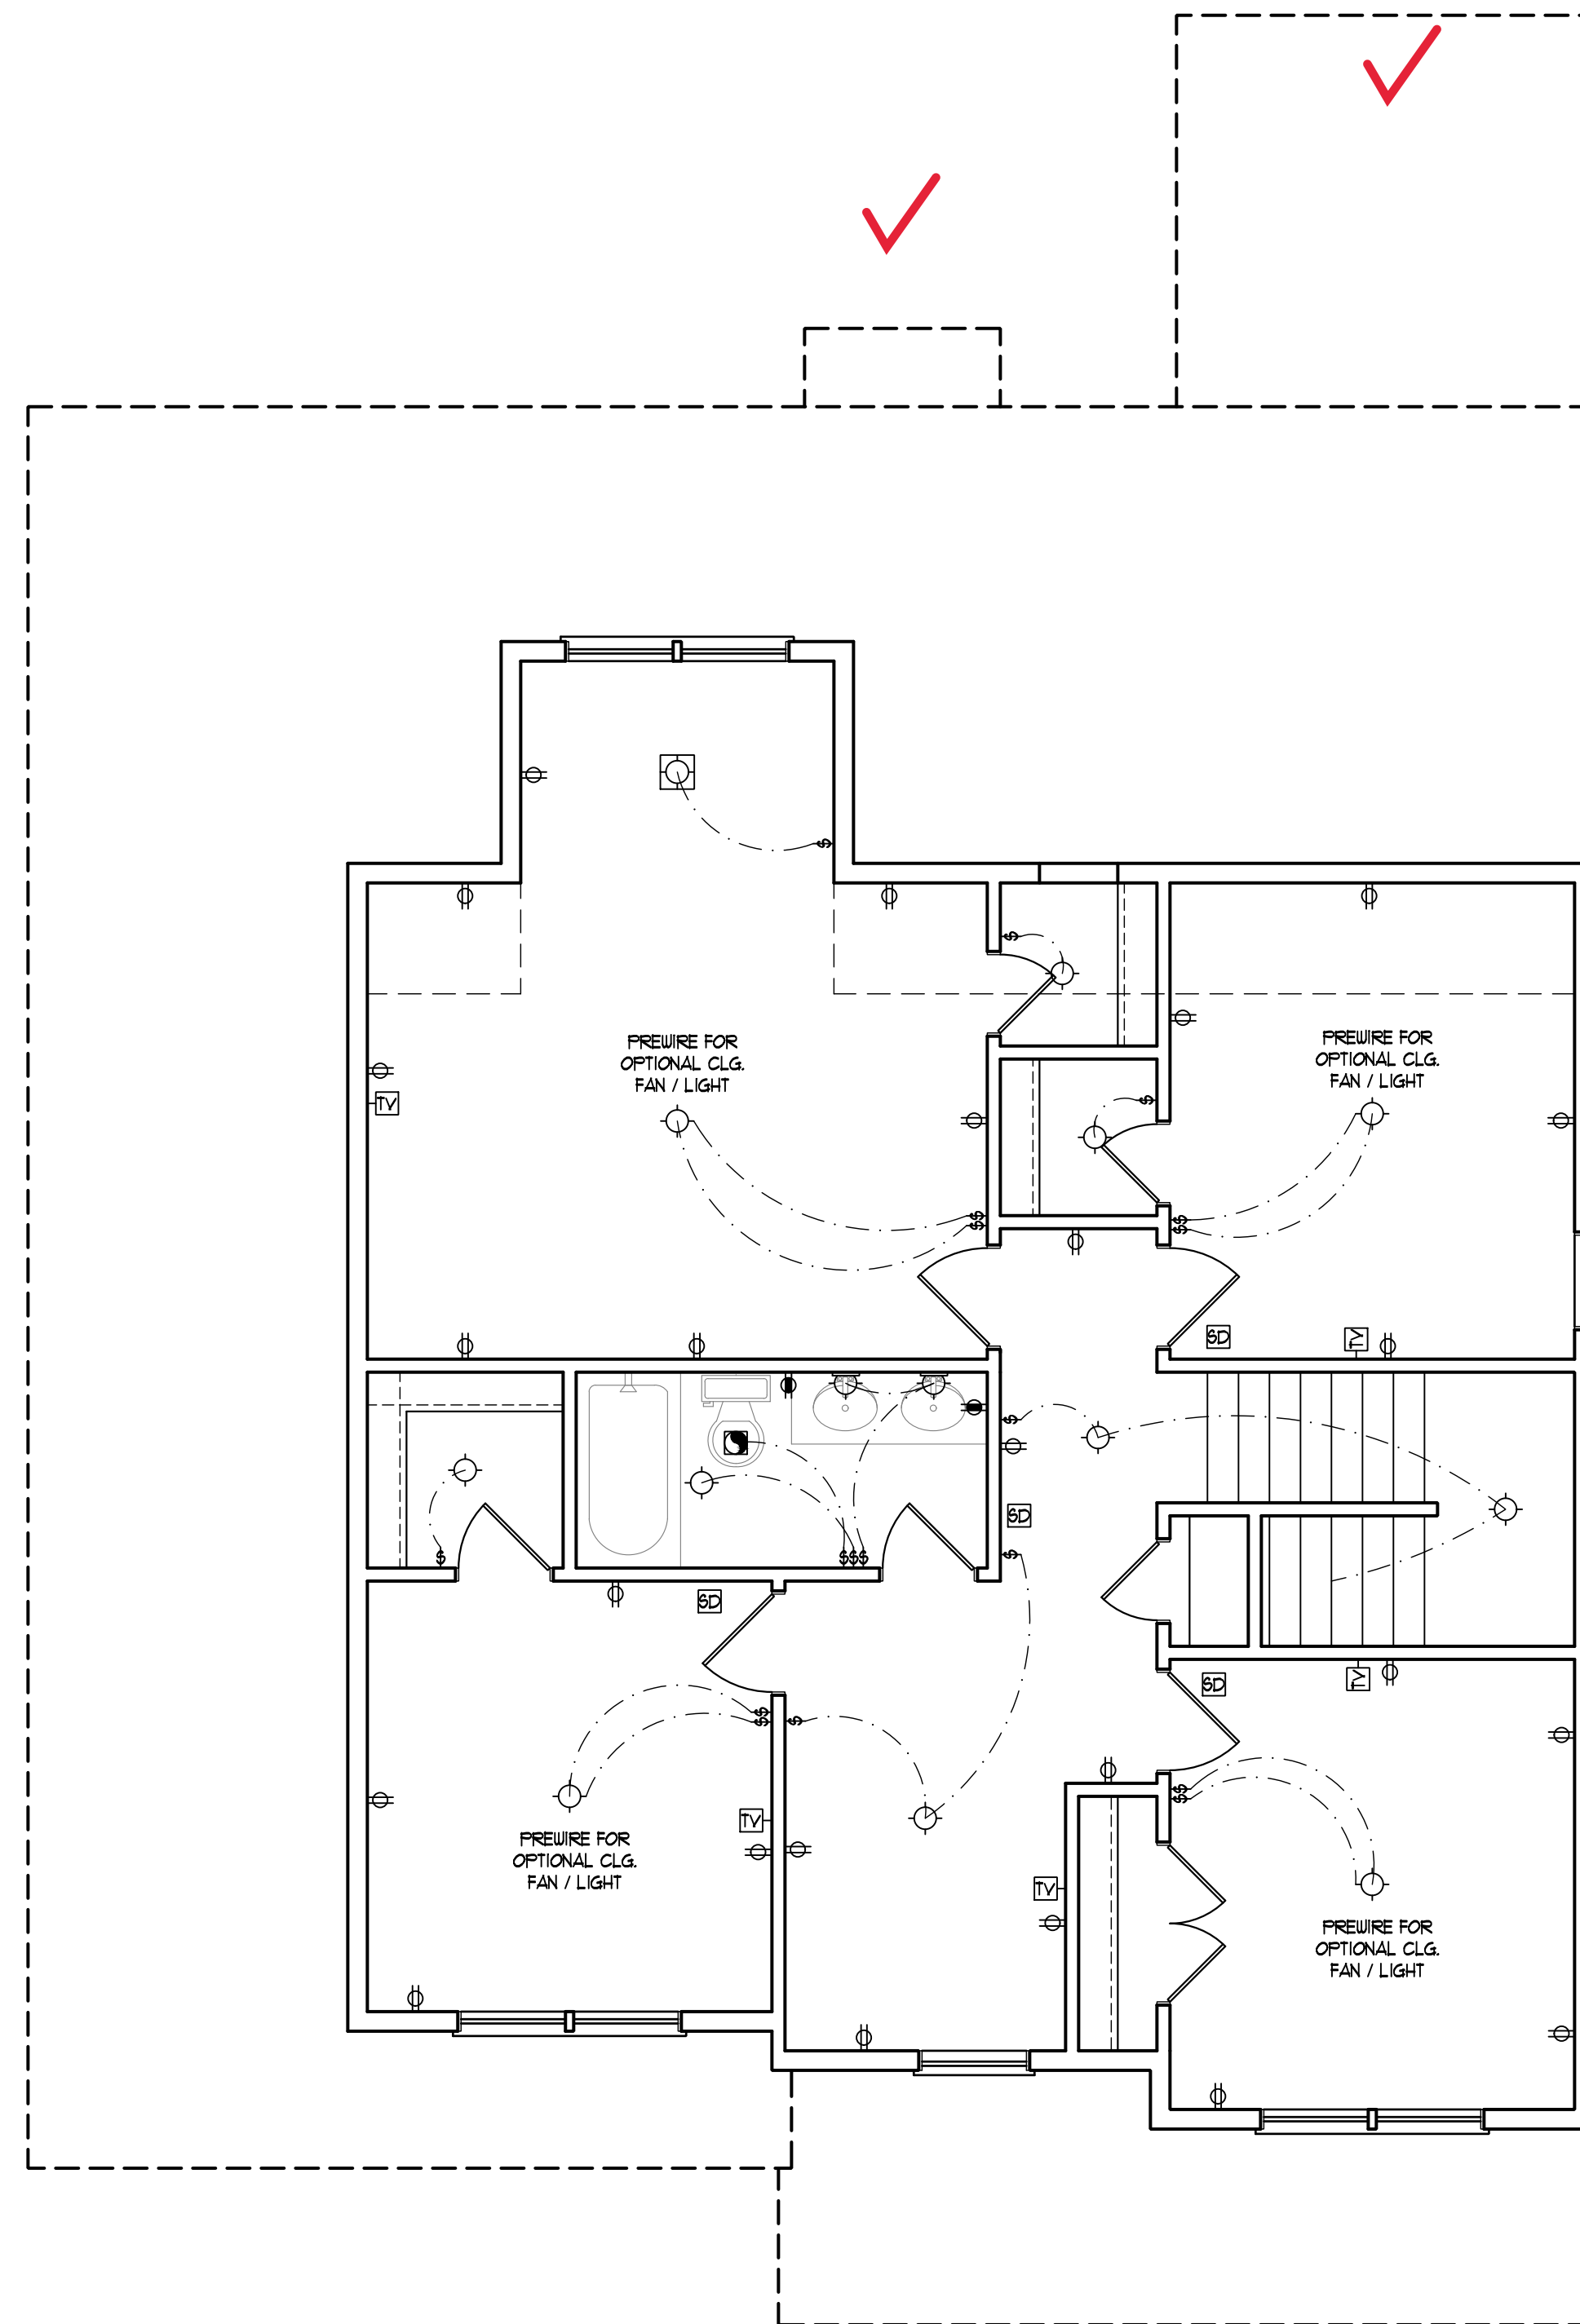 PREWIRE FOR
OPTIONAL CLG.
FAN / LIGHT
PREWIRE FOR
OPTIONAL CLG.
FAN / LIGHT
$
$
$
TV
$
$
$
$
$
SD
TV
$
SD
$
$$$
$
SD
SD
TV
$
$
$
$
$
TV
PREWIRE FOR
OPTIONAL CLG.
FAN / LIGHT
TV
PREWIRE FOR
OPTIONAL CLG.
FAN / LIGHT